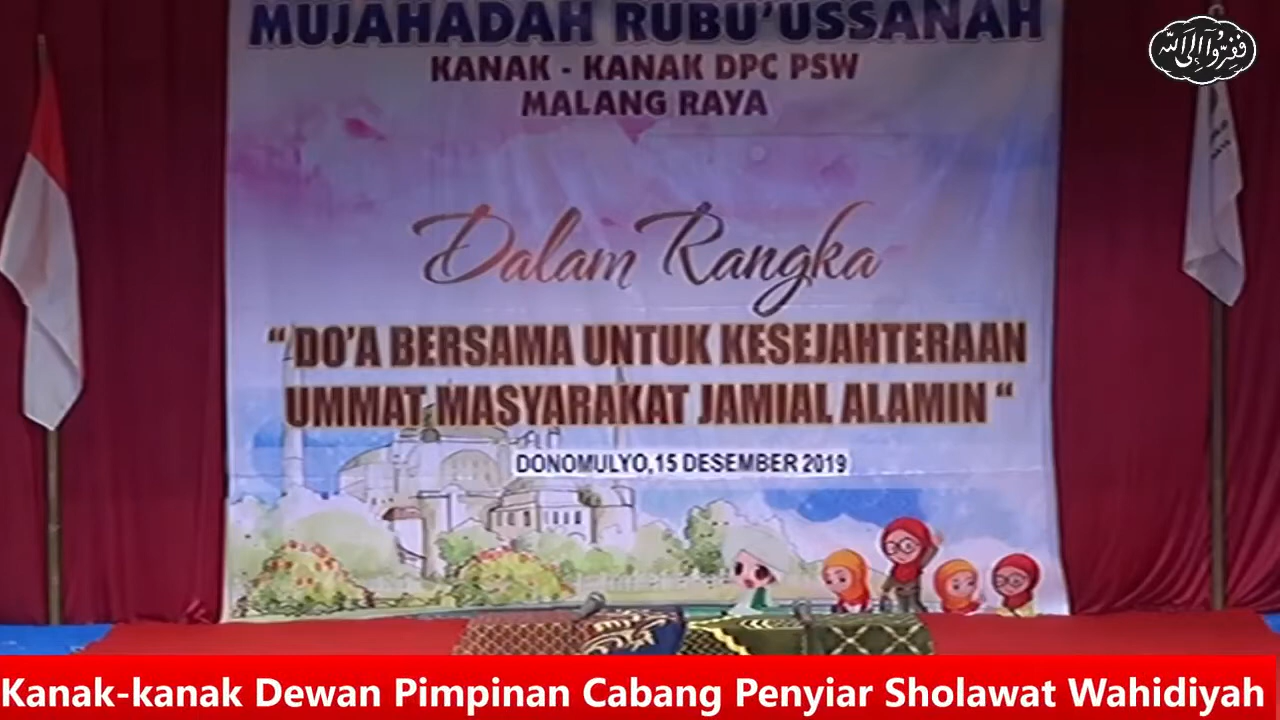 MUJAHADAH RUBU'USSANAH
فَفِرُّوْآ اِلَى اللّٰه
KANAK - KANAK DPC PSW
MALANG RAYA
Dalam Rangka
“ DO'A BERSAMA UNTUK KESEJAHTERAAN
UMMAT MASYARAKAT JAMIAL ALAMIN “
DONOMULYO,15 DESEMBER 2019
Kanak-kanak Dewan Pimpinan Cabang Penyiar Sholawat Wahidiyah